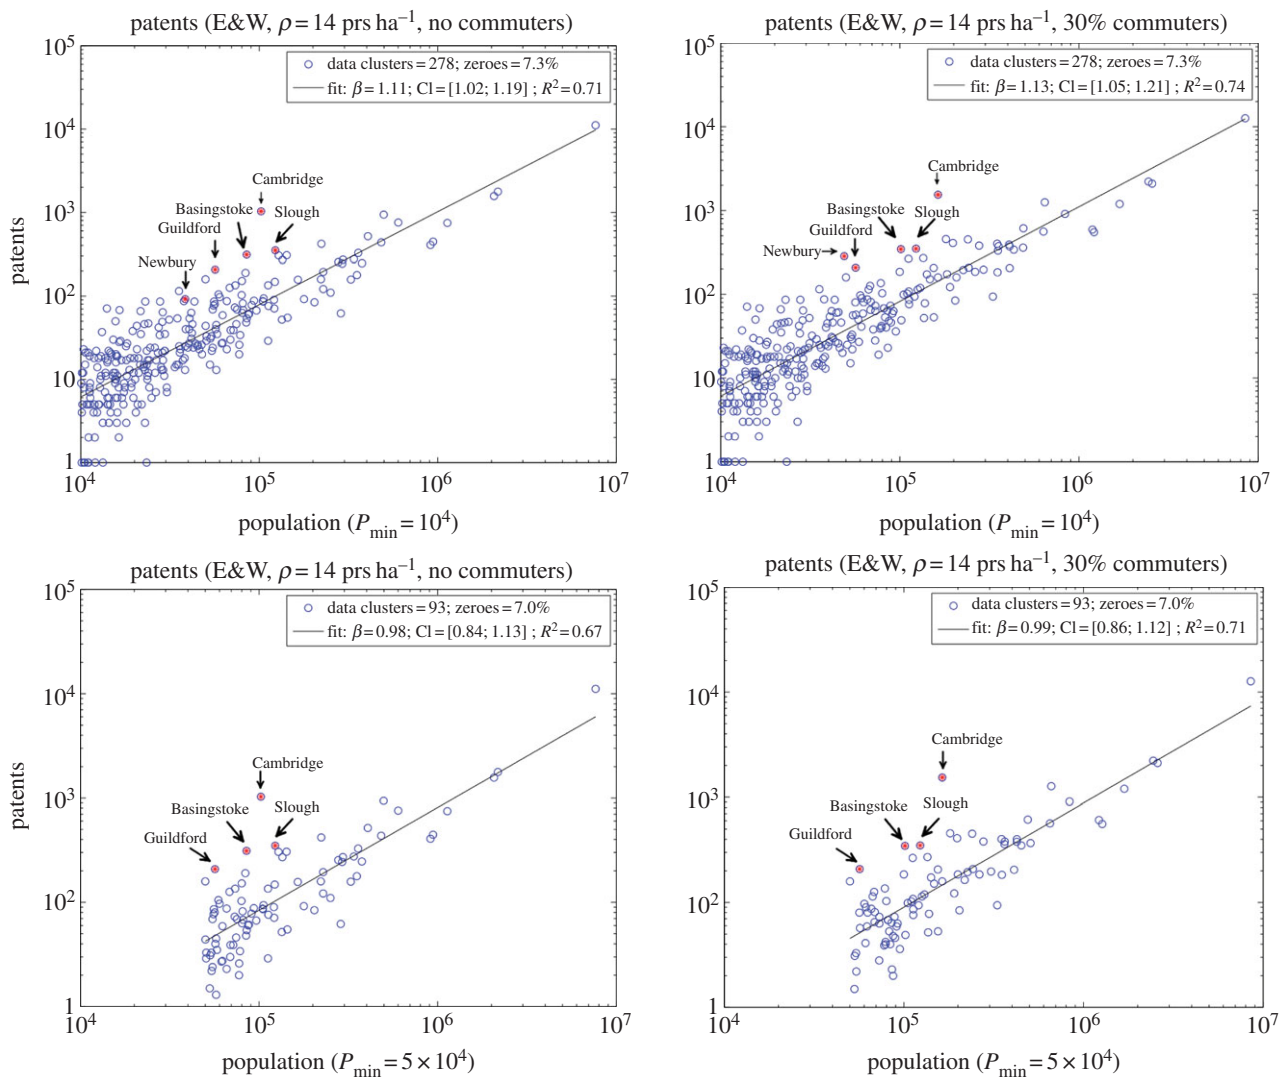 patents (E&W, ρ = 14 prs ha⁻¹, no commuters)
data clusters = 278; zeroes = 7.3%
fit: β = 1.11; CI = [1.02; 1.19] ; R² = 0.71
10⁵
10⁴
10³
10²
10
1
patents
Cambridge
Basingstoke
Slough
Guildford
Newbury
10⁴ 10⁵ 10⁶ 10⁷
population (Pmin = 10⁴)
patents (E&W, ρ = 14 prs ha⁻¹, 30% commuters)
data clusters = 278; zeroes = 7.3%
fit: β = 1.13; CI = [1.05; 1.21] ; R² = 0.74
10⁵
10⁴
10³
10²
10
1
Cambridge
Basingstoke
Slough
Guildford
Newbury
10⁴ 10⁵ 10⁶ 10⁷
population (Pmin = 10⁴)
patents (E&W, ρ = 14 prs ha⁻¹, no commuters)
data clusters = 93; zeroes = 7.0%
fit: β = 0.98; CI = [0.84; 1.13] ; R² = 0.67
10⁵
10⁴
10³
10²
10
1
patents
Cambridge
Basingstoke
Slough
Guildford
10⁴ 10⁵ 10⁶ 10⁷
population (Pmin = 5 × 10⁴)
patents (E&W, ρ = 14 prs ha⁻¹, 30% commuters)
data clusters = 93; zeroes = 7.0%
fit: β = 0.99; CI = [0.86; 1.12] ; R² = 0.71
10⁵
10⁴
10³
10²
10
1
Cambridge
Basingstoke
Slough
Guildford
10⁴ 10⁵ 10⁶ 10⁷
population (Pmin = 5 × 10⁴)